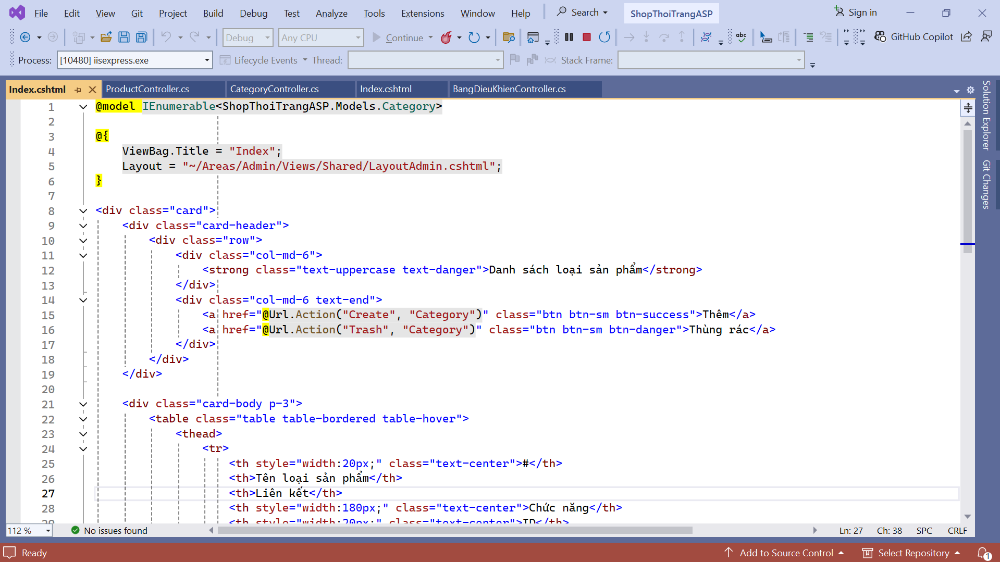 File Edit View Git Project Build Debug Test Analyze Tools Extensions Window Help Search ShopThoiTrangASP Sign in
Debug Any CPU Continue abc GitHub Copilot
Process: [10480] iisexpress.exe Lifecycle Events Thread: Stack Frame:
Index.cshtml ProductController.cs CategoryController.cs Index.cshtml BangDieuKhienController.cs
Solution Explorer
Git Changes
1 @model IEnumerable<ShopThoiTrangASP.Models.Category>
2
3 @{
4 ViewBag.Title = "Index";
5 Layout = "~/Areas/Admin/Views/Shared/LayoutAdmin.cshtml";
6 }
7
8 <div class="card">
9 <div class="card-header">
10 <div class="row">
11 <div class="col-md-6">
12 <strong class="text-uppercase text-danger">Danh sách loại sản phẩm</strong>
13 </div>
14 <div class="col-md-6 text-end">
15 <a href="@Url.Action("Create", "Category")" class="btn btn-sm btn-success">Thêm</a>
16 <a href="@Url.Action("Trash", "Category")" class="btn btn-sm btn-danger">Thùng rác</a>
17 </div>
18 </div>
19 </div>
20
21 <div class="card-body p-3">
22 <table class="table table-bordered table-hover">
23 <thead>
24 <tr>
25 <th style="width:20px;" class="text-center">#</th>
26 <th>Tên loại sản phẩm</th>
27 <th>Liên kết</th>
28 <th style="width:180px;" class="text-center">Chức năng</th>
29 <th style="width:20px;" class="text-center">ID</th>
112 % No issues found Ln: 27 Ch: 38 SPC CRLF
Ready Add to Source Control Select Repository 1